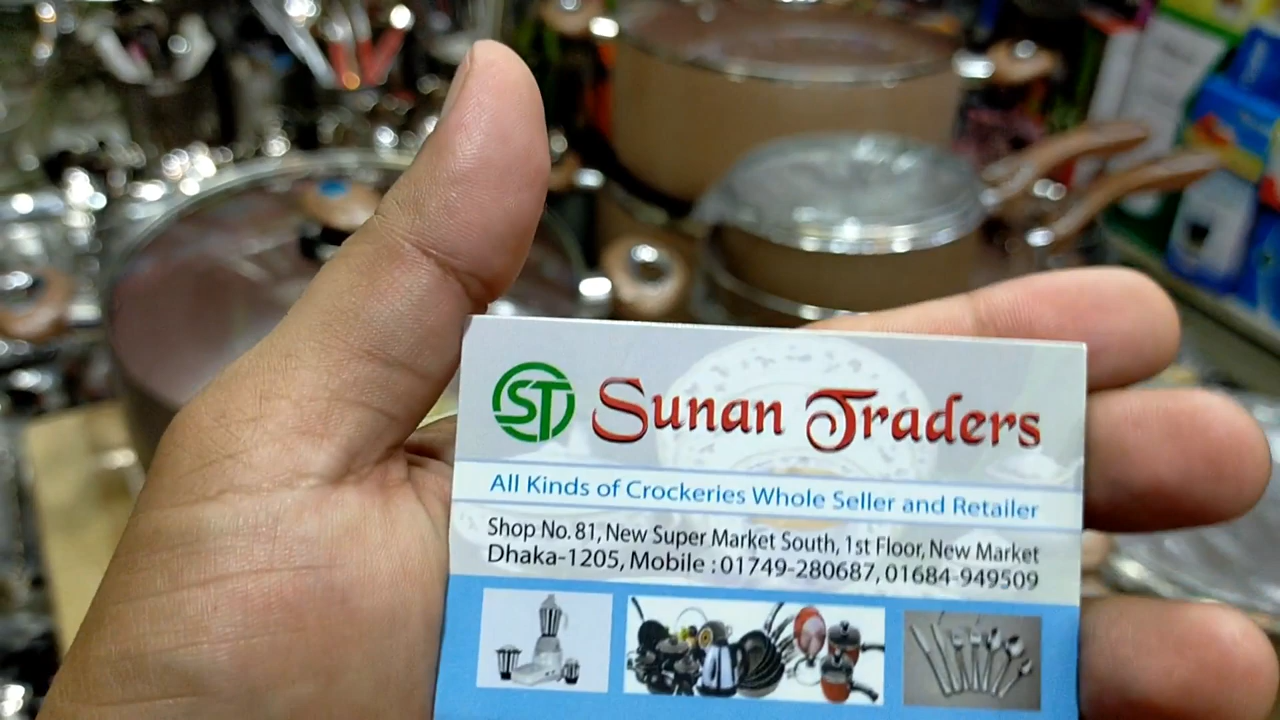 ST Sunan Traders
All Kinds of Crockeries Whole Seller and Retailer
Shop No. 81, New Super Market South, 1st Floor, New Market
Dhaka-1205, Mobile : 01749-280687, 01684-949509